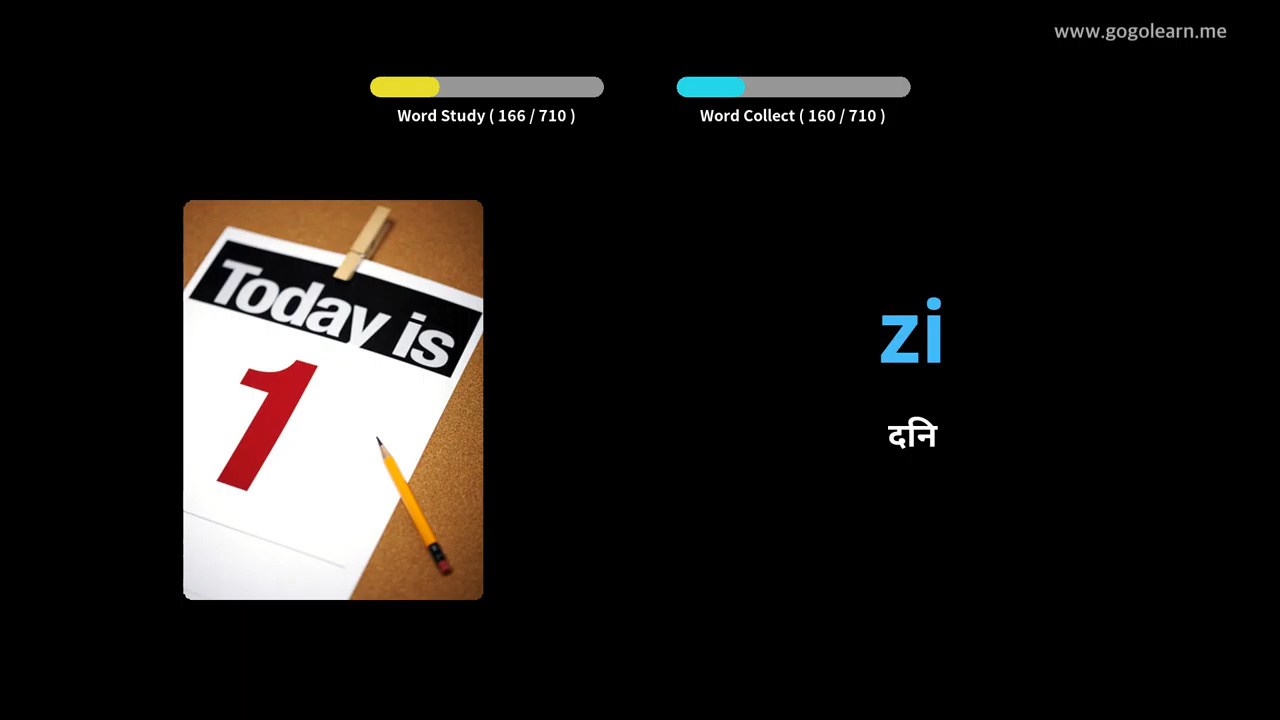 www.gogolearn.me
Word Study ( 166 / 710 )
Word Collect ( 160 / 710 )
Today is
1
zi
दनि